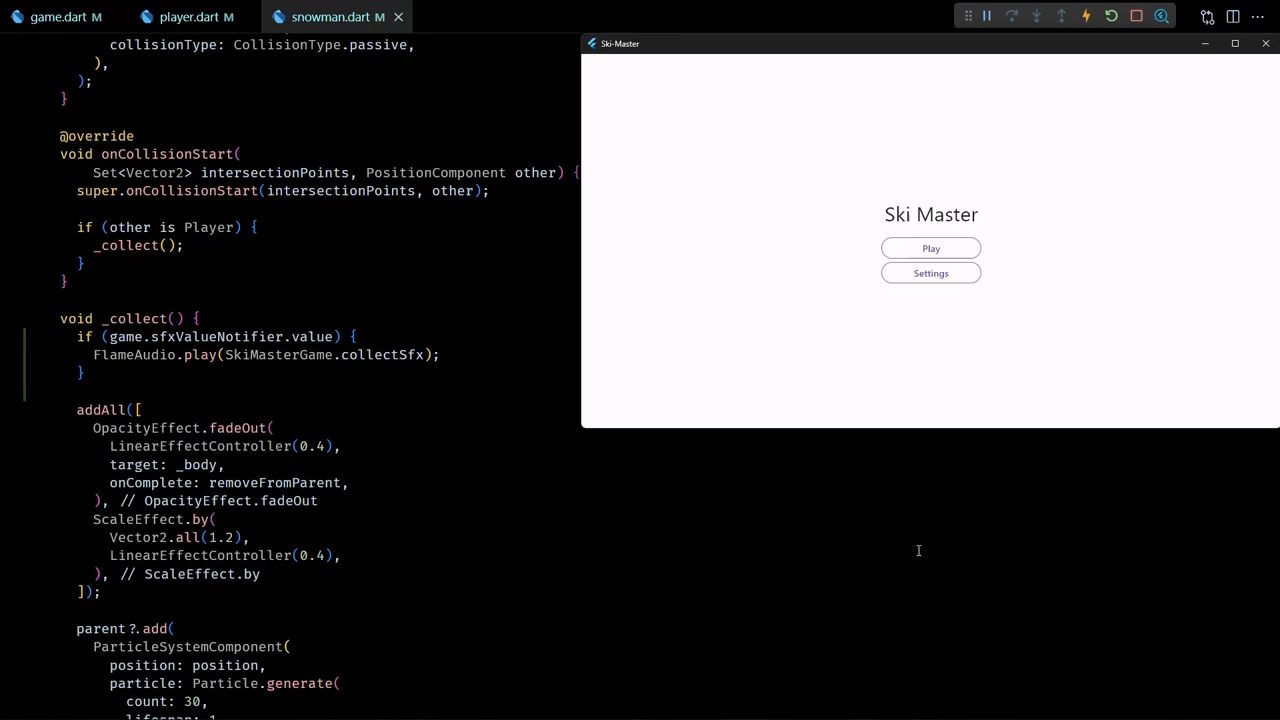 game.dart M
player.dart M
snowman.dart M
collisionType: CollisionType.passive,
),
);
}
@override
void onCollisionStart(
Set<Vector2> intersectionPoints, PositionComponent other) {
super.onCollisionStart(intersectionPoints, other);
if (other is Player) {
_collect();
}
}
void _collect() {
if (game.sfxValueNotifier.value) {
FlameAudio.play(SkiMasterGame.collectSfx);
}
addAll([
OpacityEffect.fadeOut(
LinearEffectController(0.4),
target: _body,
onComplete: removeFromParent,
), // OpacityEffect.fadeOut
ScaleEffect.by(
Vector2.all(1.2),
LinearEffectController(0.4),
), // ScaleEffect.by
]);
parent?.add(
ParticleSystemComponent(
position: position,
particle: Particle.generate(
count: 30,
lifespan: 1
Ski-Master
Ski Master
Play
Settings